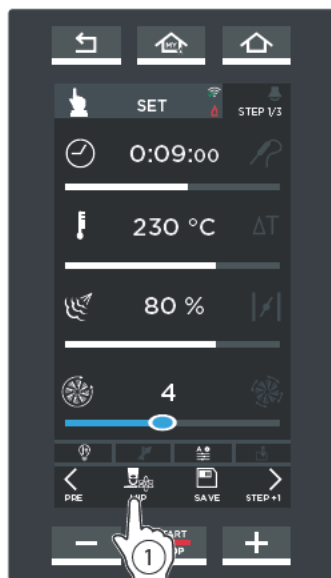 MY
SET
STEP 1/3
0:09:00
230 °C
ΔT
80 %
4
PRE
SAVE
STEP +1
1